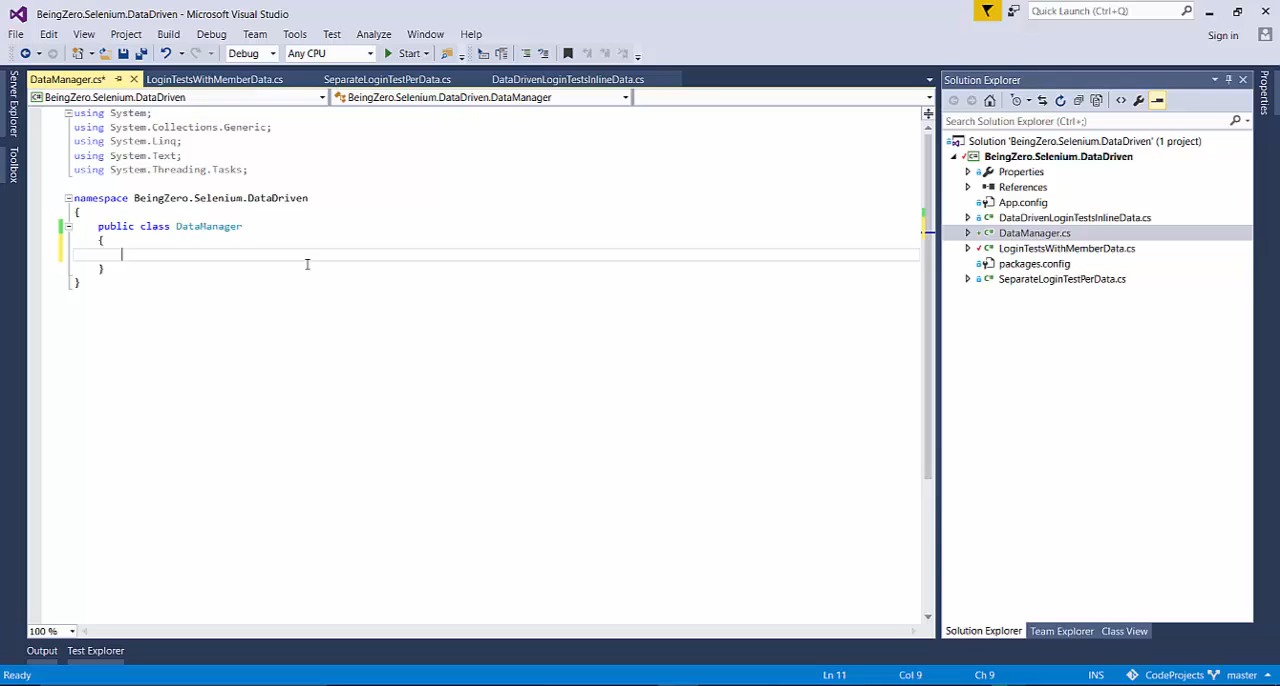 BeingZero.Selenium.DataDriven - Microsoft Visual Studio
Quick Launch (Ctrl+Q)
File Edit View Project Build Debug Team Tools Test Analyze Window Help
Sign in
Debug Any CPU Start
DataManager.cs* LoginTestsWithMemberData.cs SeparateLoginTestPerData.cs DataDrivenLoginTestsInlineData.cs
BeingZero.Selenium.DataDriven BeingZero.Selenium.DataDriven.DataManager
Server Explorer
Toolbox
using System;
using System.Collections.Generic;
using System.Linq;
using System.Text;
using System.Threading.Tasks;
namespace BeingZero.Selenium.DataDriven
{
public class DataManager
{
}
}
100 %
Solution Explorer
Search Solution Explorer (Ctrl+;)
Solution 'BeingZero.Selenium.DataDriven' (1 project)
BeingZero.Selenium.DataDriven
Properties
References
App.config
DataDrivenLoginTestsInlineData.cs
DataManager.cs
LoginTestsWithMemberData.cs
packages.config
SeparateLoginTestPerData.cs
Solution Explorer Team Explorer Class View
Properties
Output Test Explorer
Ready Ln 11 Col 9 Ch 9 INS CodeProjects master